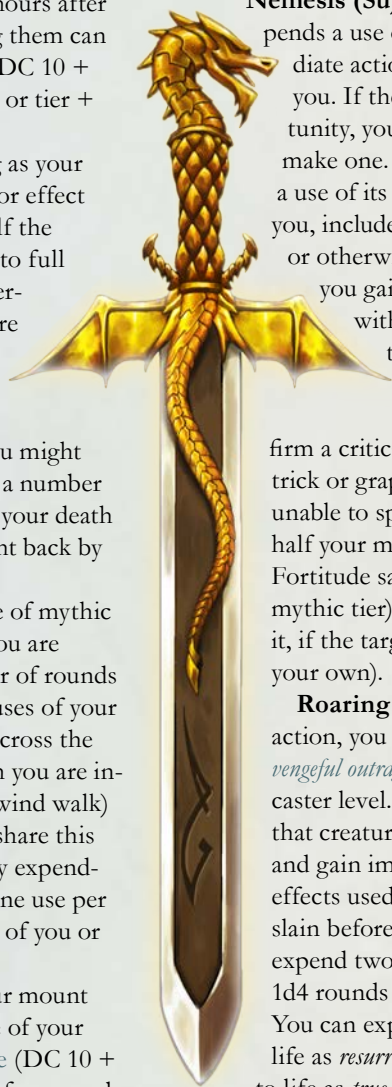 hours after
g them can
DC 10 +
or tier +
g as your
or effect
lf the
to full
er-
re
u might
a number
your death
nt back by
e of mythic
ou are
r of rounds
uses of your
cross the
n you are in-
wind walk)
share this
y expend-
ne use per
of you or
ur mount
e of your
e (DC 10 +
pends a use
diate actio
you. If the
tunity, you
make one.
a use of its
you, include
or otherw
you gai
with
t
firm a critic
trick or grap
unable to sp
half your m
Fortitude sa
mythic tier)
it, if the targ
your own).
Roaring
action, you
vengeful outra
caster level.
that creatur
and gain im
effects used
slain before
expend two
1d4 rounds
You can exp
life as resurr